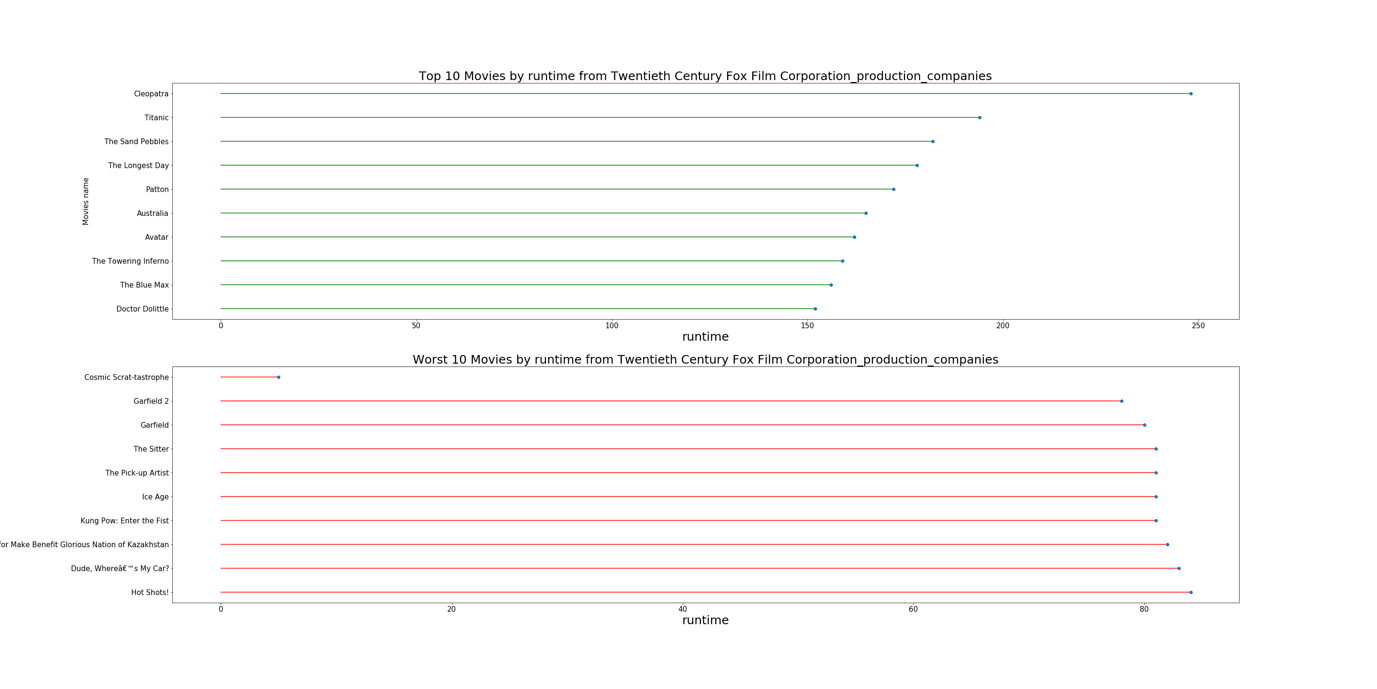 Top 10 Movies by runtime from Twentieth Century Fox Film Corporation_production_companies
Movies name
Cleopatra
Titanic
The Sand Pebbles
The Longest Day
Patton
Australia
Avatar
The Towering Inferno
The Blue Max
Doctor Dolittle
0 50 100 150 200 250
runtime
Worst 10 Movies by runtime from Twentieth Century Fox Film Corporation_production_companies
Cosmic Scrat-tastrophe
Garfield 2
Garfield
The Sitter
The Pick-up Artist
Ice Age
Kung Pow: Enter the Fist
for Make Benefit Glorious Nation of Kazakhstan
Dude, Whereâ€™s My Car?
Hot Shots!
0 20 40 60 80
runtime